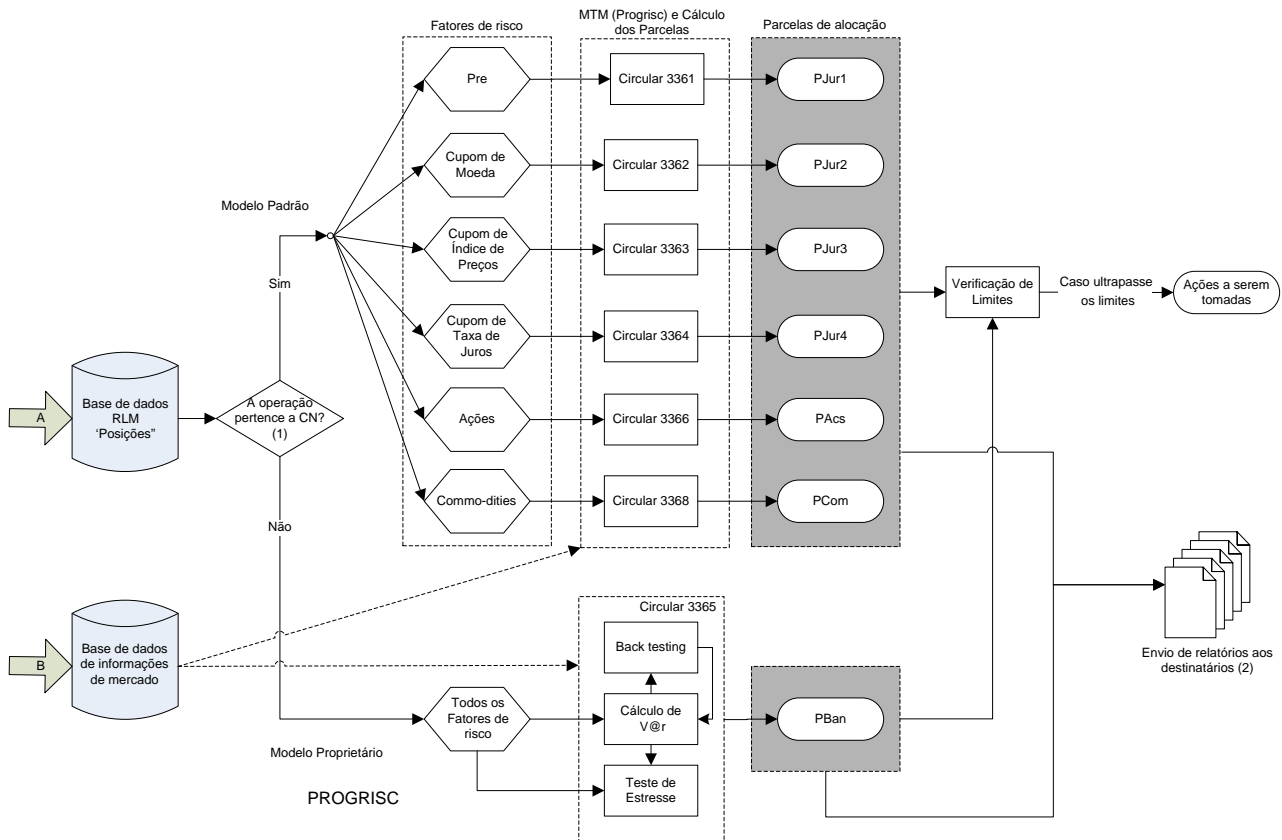 Fatores de risco
MTM (Progrisc) e Cálculo
dos Parcelas
Parcelas de alocação
Pre
Circular 3361
PJur1
Cupom de
Moeda
Circular 3362
PJur2
Modelo Padrão
Cupom de
Índice de
Preços
Circular 3363
PJur3
Sim
Verificação de
Limites
Caso ultrapasse
os limites
Ações a serem
tomadas
Cupom de
Taxa de
Juros
Circular 3364
PJur4
A
Base de dados
RLM
‘Posições”
A operação
pertence a CN?
(1)
Ações
Circular 3366
PAcs
Commo-dities
Circular 3368
PCom
Não
B
Base de dados
de informações
de mercado
Circular 3365
Back testing
Envio de relatórios aos
destinatários (2)
Todos os
Fatores de
risco
Cálculo de
V@r
PBan
Modelo Proprietário
Teste de
Estresse
PROGRISC